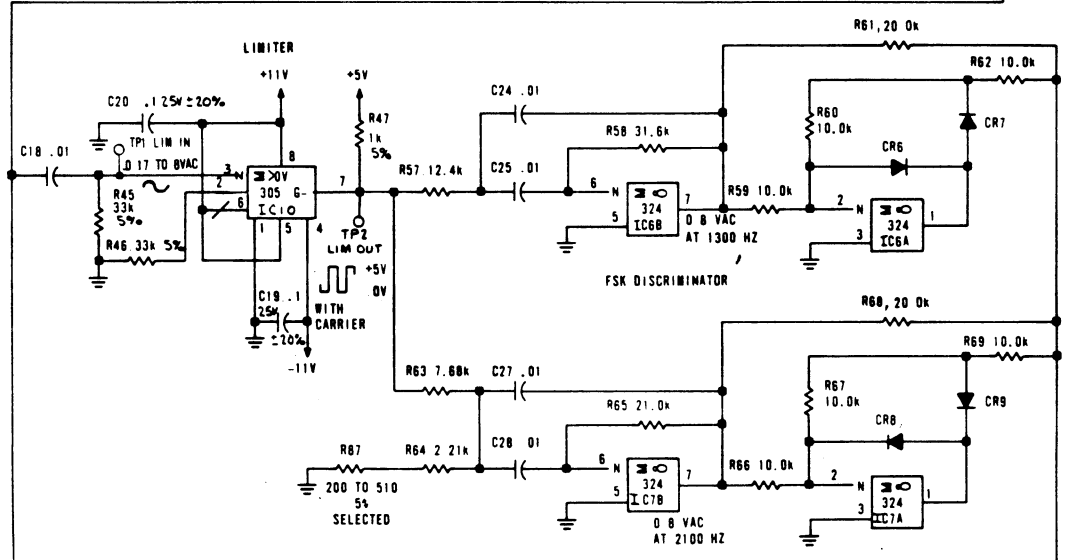 R61, 20 0k
LIMITER
+11V
+5V
R62 10.0k
C20 .1 25V ±20%
C24 .01
R47
1k
5%
R60
10.0k
CR7
TP1 LIM IN
C18 .01
R58 31.6k
CR6
0.17 TO 8VAC
8
3
N
>0V
R57 12.4k
C25 .01
2
305
G-
7
6
N
R59 10.0k
2
N
6
IC10
324
7
324
1
R45
33k
5%
5
IC6B
0 8 VAC
AT 1300 HZ
3
IC6A
1
5
4
TP2
LIM OUT
R46 33k 5%
+5V
0V
FSK DISCRIMINATOR
C19 .1
25V
±20%
WITH
CARRIER
R68, 20 0k
-11V
R69 10.0k
R63 7.68k
C27 .01
R67
10.0k
CR9
R65 21.0k
CR8
R87
R64 2 21k
C28 01
6
N
R66 10.0k
2
N
324
7
324
1
200 TO 510
5%
SELECTED
5
IC7B
3
IC7A
0 8 VAC
AT 2100 HZ